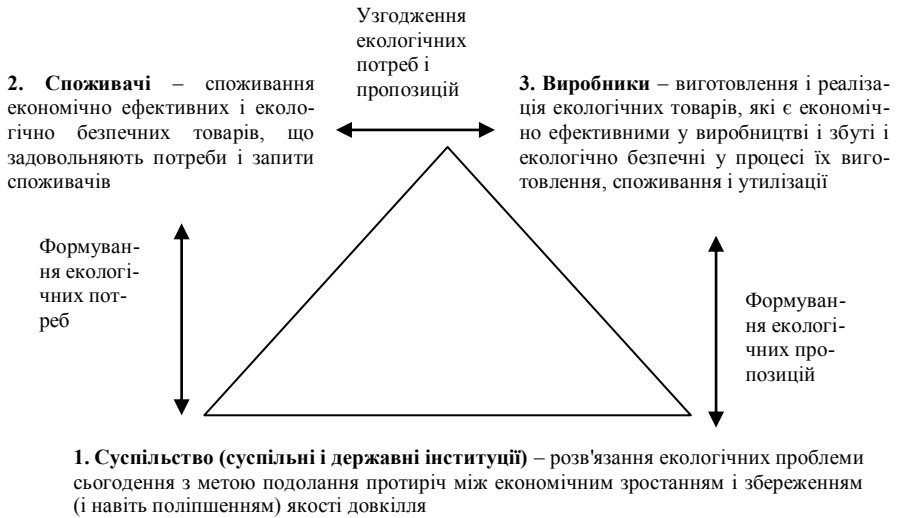 Узгодження
екологічних
потреб і
пропозицій
2. Споживачі – споживання
економічно ефективних і еколо-
гічно безпечних товарів, що
задовольняють потреби і запити
споживачів
3. Виробники – виготовлення і реаліза-
ція екологічних товарів, які є економіч-
но ефективними у виробництві і збуті і
екологічно безпечні у процесі їх виго-
товлення, споживання і утилізації
Формуван-
ня екологі-
чних пот-
реб
Формуван-
ня екологі-
чних про-
позицій
1. Суспільство (суспільні і державні інституції) – розв'язання екологічних проблеми
сьогодення з метою подолання протиріч між економічним зростанням і збереженням
(і навіть поліпшенням) якості довкілля